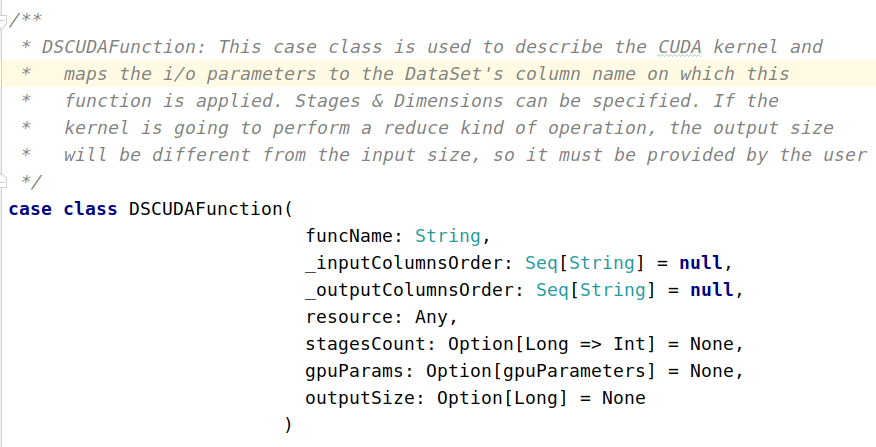 /**
 * DSCUDAFunction: This case class is used to describe the CUDA kernel and
 *   maps the i/o parameters to the DataSet's column name on which this
 *   function is applied. Stages & Dimensions can be specified. If the
 *   kernel is going to perform a reduce kind of operation, the output size
 *   will be different from the input size, so it must be provided by the user
 */
case class DSCUDAFunction(
                           funcName: String,
                           _inputColumnsOrder: Seq[String] = null,
                           _outputColumnsOrder: Seq[String] = null,
                           resource: Any,
                           stagesCount: Option[Long => Int] = None,
                           gpuParams: Option[gpuParameters] = None,
                           outputSize: Option[Long] = None
                         )